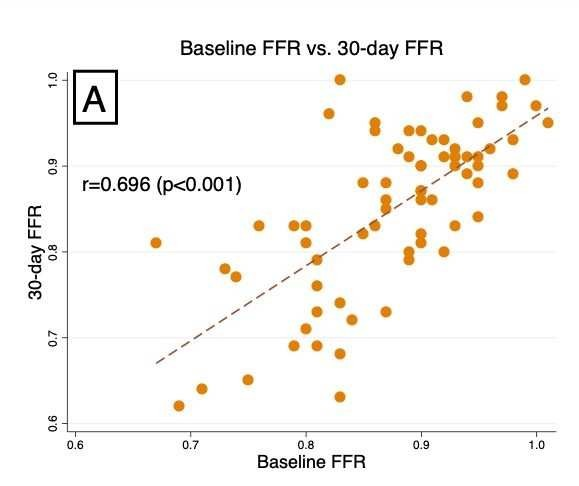 Baseline FFR vs. 30-day FFR
A
r=0.696 (p<0.001)
30-day FFR
1.0
0.9
0.8
0.7
0.6
0.6 0.7 0.8 0.9 1.0
Baseline FFR